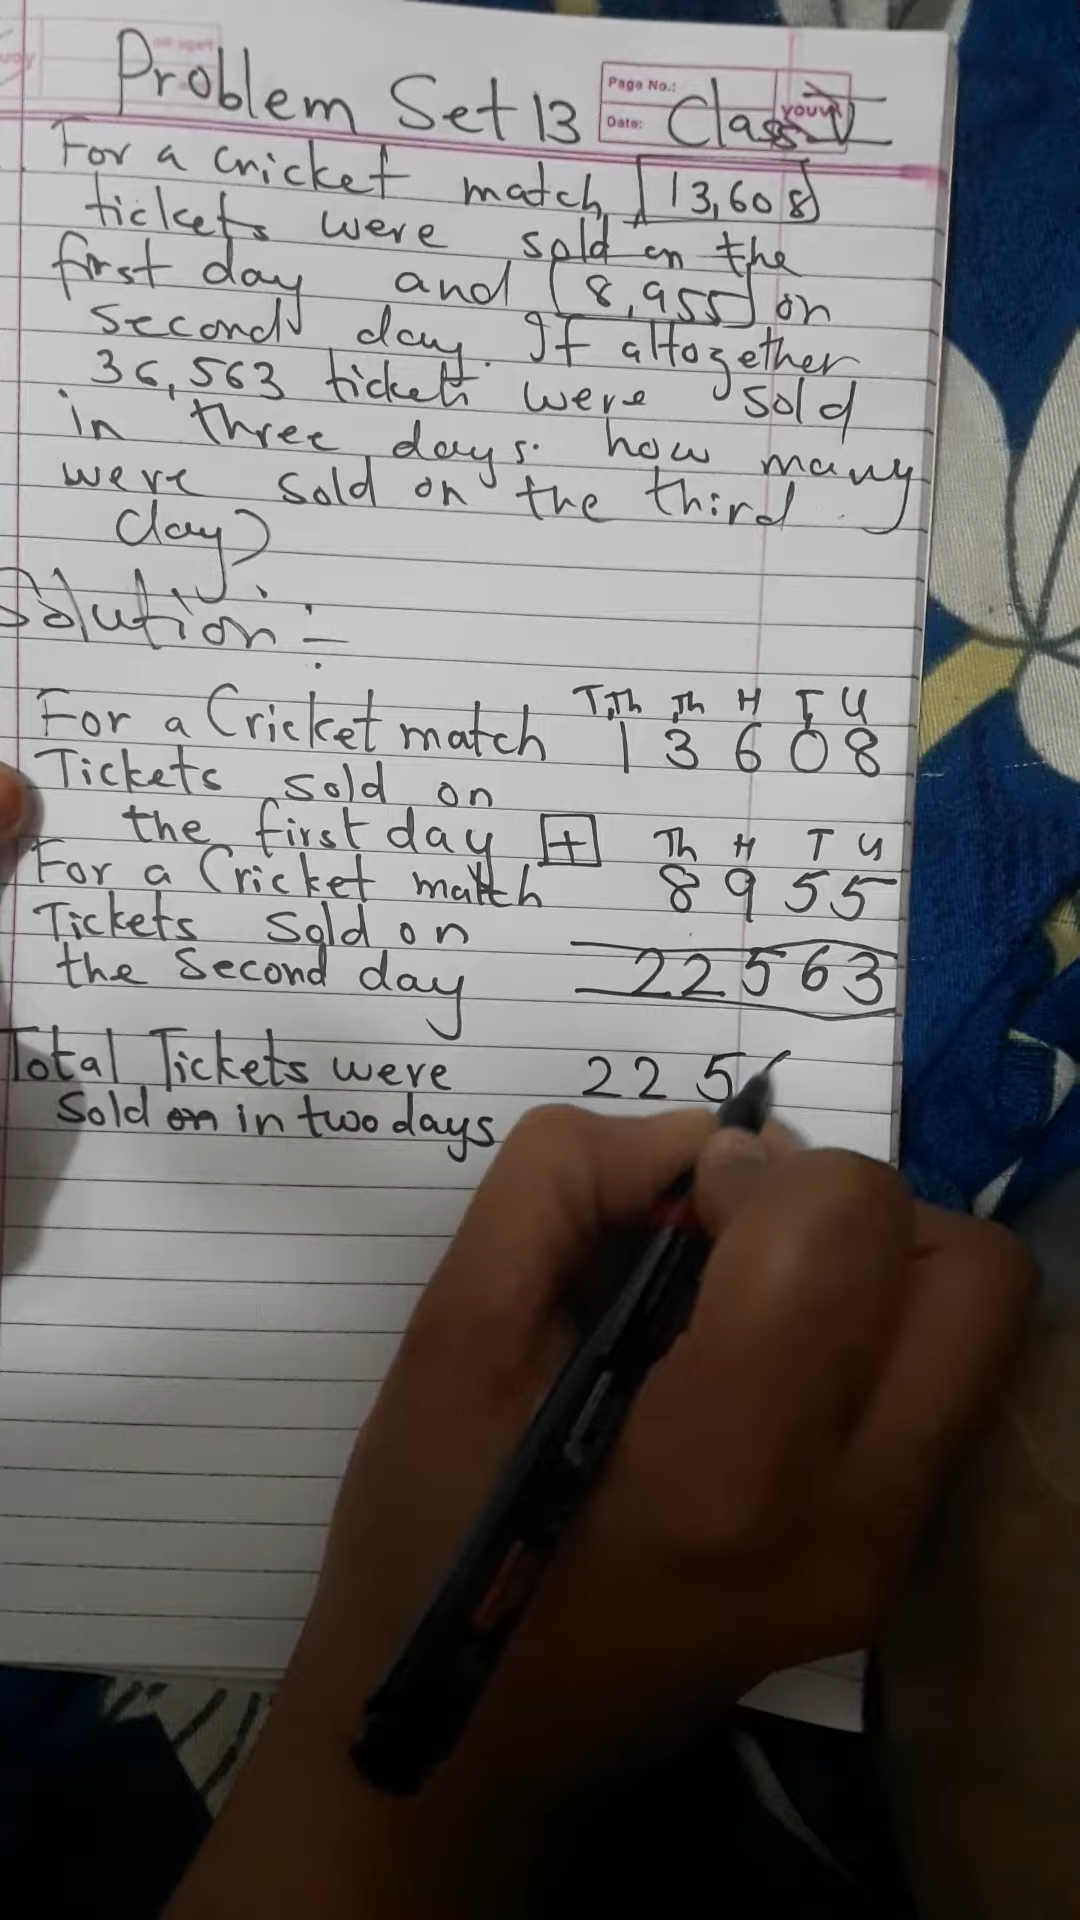 Problem Set 13 Class V
Page No.:
Date:
youva
For a cricket match 13,608
tickets were sold on the
first day and 8,955 on
second day. If altogether
36,563 tickets were sold
in three days. how many
were sold on the third
day?
Solution :-
T.Th Th H T U
For a Cricket match 1 3 6 0 8
Tickets sold on
the first day +
Th H T U
For a Cricket match 8 9 5 5
Tickets Sold on
the Second day 2 2 5 6 3
Total Tickets were 2 2 5
Sold on in two days